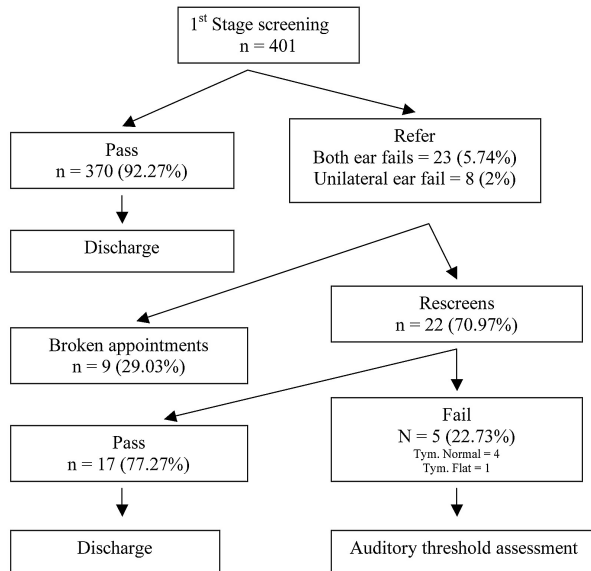 1st Stage screening
n = 401
Pass
n = 370 (92.27%)
Refer
Both ear fails = 23 (5.74%)
Unilateral ear fail = 8 (2%)
Discharge
Rescreens
n = 22 (70.97%)
Broken appointments
n = 9 (29.03%)
Fail
N = 5 (22.73%)
Tym. Normal = 4
Tym. Flat = 1
Pass
n = 17 (77.27%)
Discharge
Auditory threshold assessment